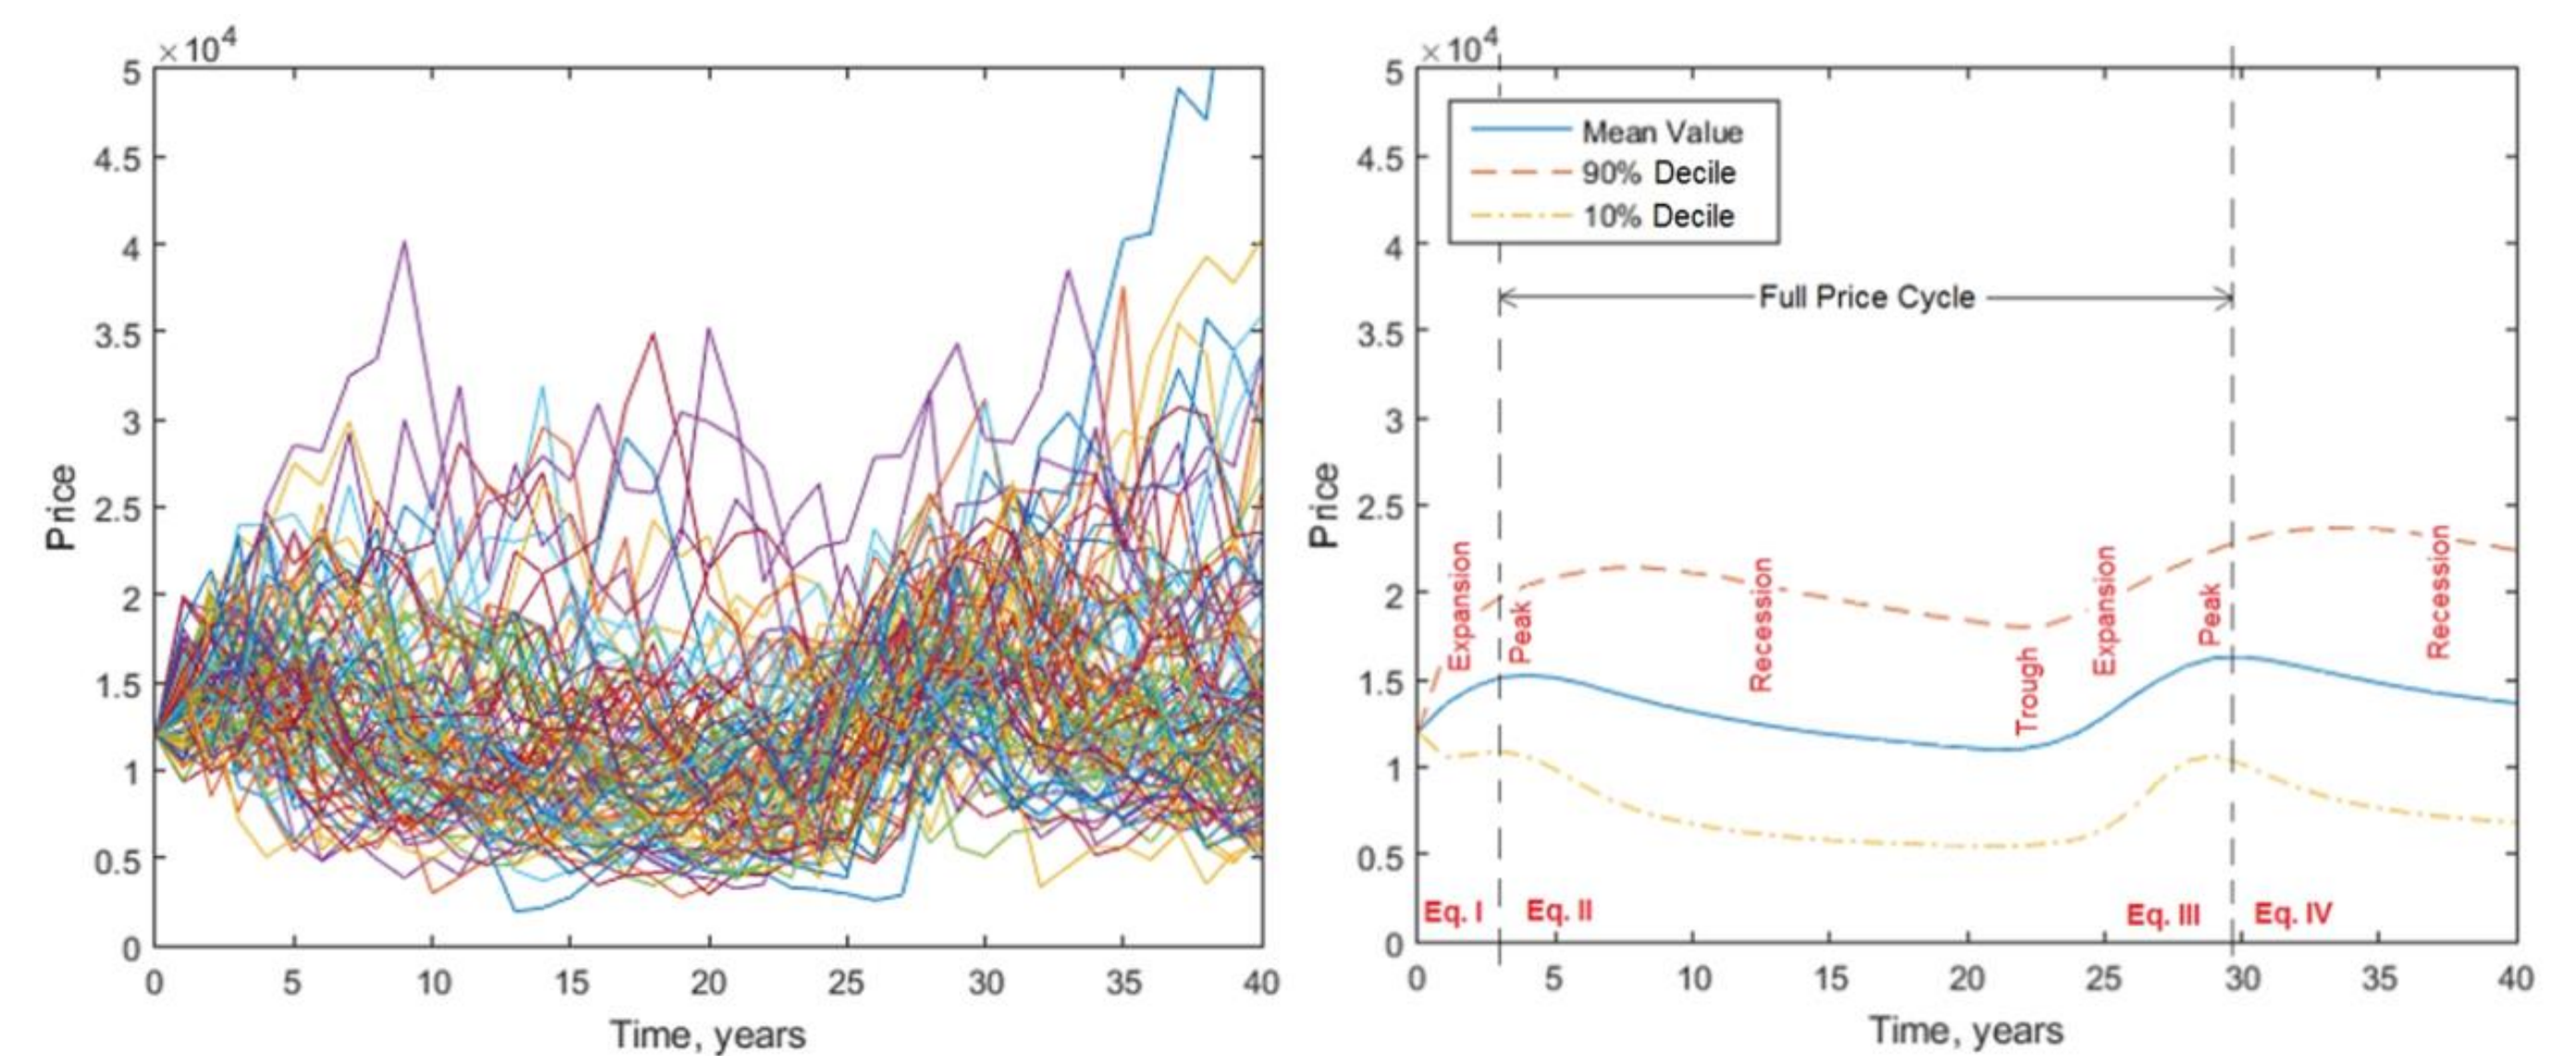 ×10⁴
5
4.5
4
3.5
3
2.5
2
1.5
1
0.5
0
Price
0 5 10 15 20 25 30 35 40
Time, years
×10⁴
5
4.5
4
3.5
3
2.5
2
1.5
1
0.5
0
Price
Mean Value
90% Decile
10% Decile
Full Price Cycle
Expansion
Peak
Recession
Trough
Expansion
Peak
Recession
Eq. I
Eq. II
Eq. III
Eq. IV
0 5 10 15 20 25 30 35 40
Time, years